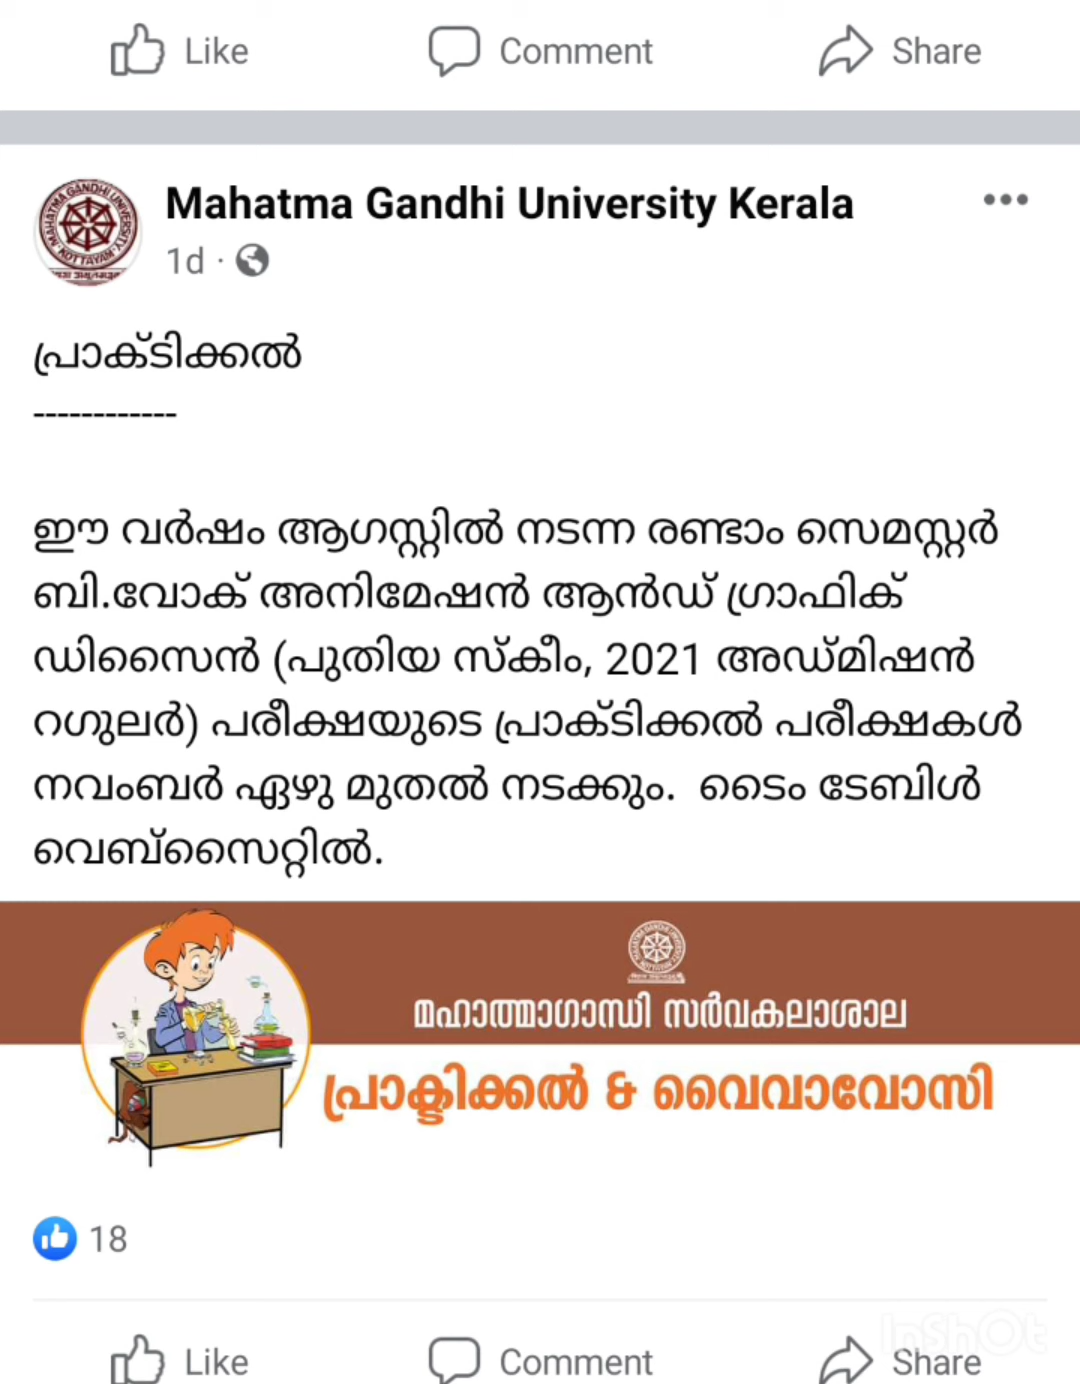 Like Comment Share
Mahatma Gandhi University Kerala
1d ·
പ്രാക്ടിക്കൽ
------------
ഈ വർഷം ആഗസ്റ്റിൽ നടന്ന രണ്ടാം സെമസ്റ്റർ
ബി.വോക് അനിമേഷൻ ആൻഡ് ഗ്രാഫിക്
ഡിസൈൻ (പുതിയ സ്കീം, 2021 അഡ്മിഷൻ
റഗുലർ) പരീക്ഷയുടെ പ്രാക്ടിക്കൽ പരീക്ഷകൾ
നവംബർ ഏഴു മുതൽ നടക്കും. ടൈം ടേബിൾ
വെബ്സൈറ്റിൽ.
മഹാത്മാഗാന്ധി സർവകലാശാല
പ്രാക്ടിക്കൽ & വൈവാവോസി
18
InShOt
Like Comment Share